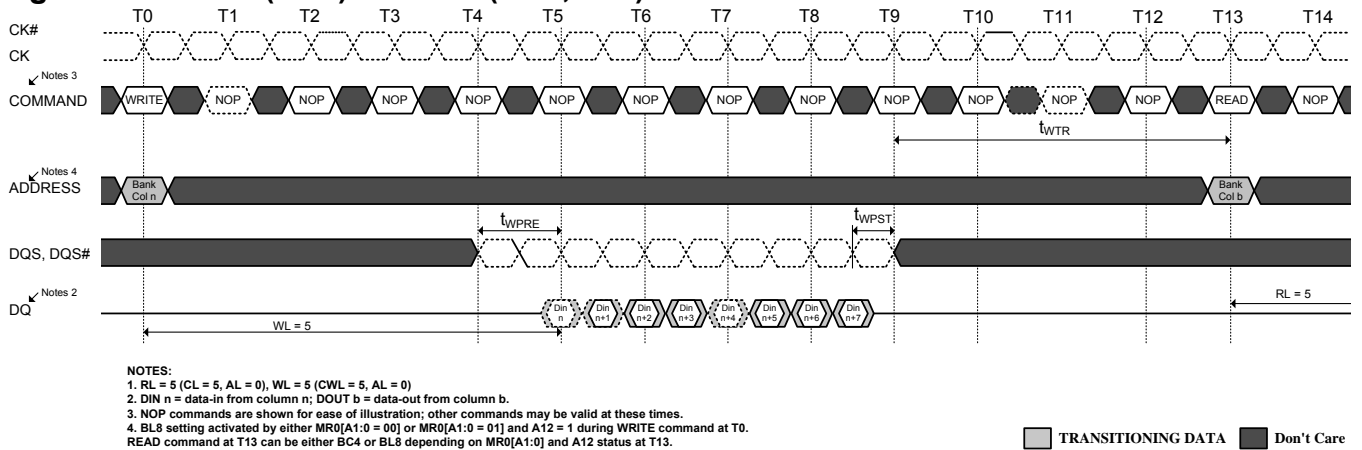 T0 T1 T2 T3 T4 T5 T6 T7 T8 T9 T10 T11 T12 T13 T14
CK#
CK
Notes 3
COMMAND
WRITE NOP NOP NOP NOP NOP NOP NOP NOP NOP NOP NOP NOP READ NOP
tWTR
Notes 4
ADDRESS
Bank Bank
Col n Col b
tWPRE tWPST
DQS, DQS#
Notes 2
DQ
Din Din Din Din Din Din Din Din
n n+1 n+2 n+3 n+4 n+5 n+6 n+7
RL = 5
WL = 5
NOTES:
1. RL = 5 (CL = 5, AL = 0), WL = 5 (CWL = 5, AL = 0)
2. DIN n = data-in from column n; DOUT b = data-out from column b.
3. NOP commands are shown for ease of illustration; other commands may be valid at these times.
4. BL8 setting activated by either MR0[A1:0 = 00] or MR0[A1:0 = 01] and A12 = 1 during WRITE command at T0.
READ command at T13 can be either BC4 or BL8 depending on MR0[A1:0] and A12 status at T13.
TRANSITIONING DATA Don't Care